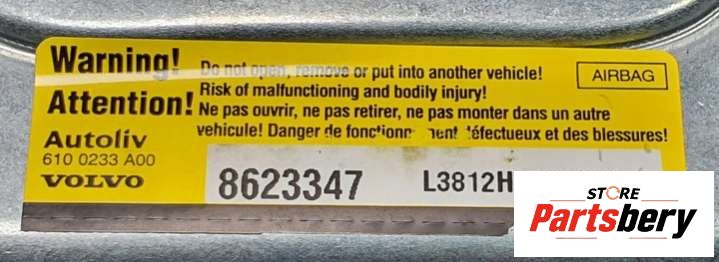 Warning! Do not open, remove or put into another vehicle! AIRBAG
Risk of malfunctioning and bodily injury!
Attention! Ne pas ouvrir, ne pas retirer, ne pas monter dans un autre
vehicule! Danger de défectueux et des blessures!
Autoliv
610 0233 A00
VOLVO
8623347 L3812H
STORE
Partsbery